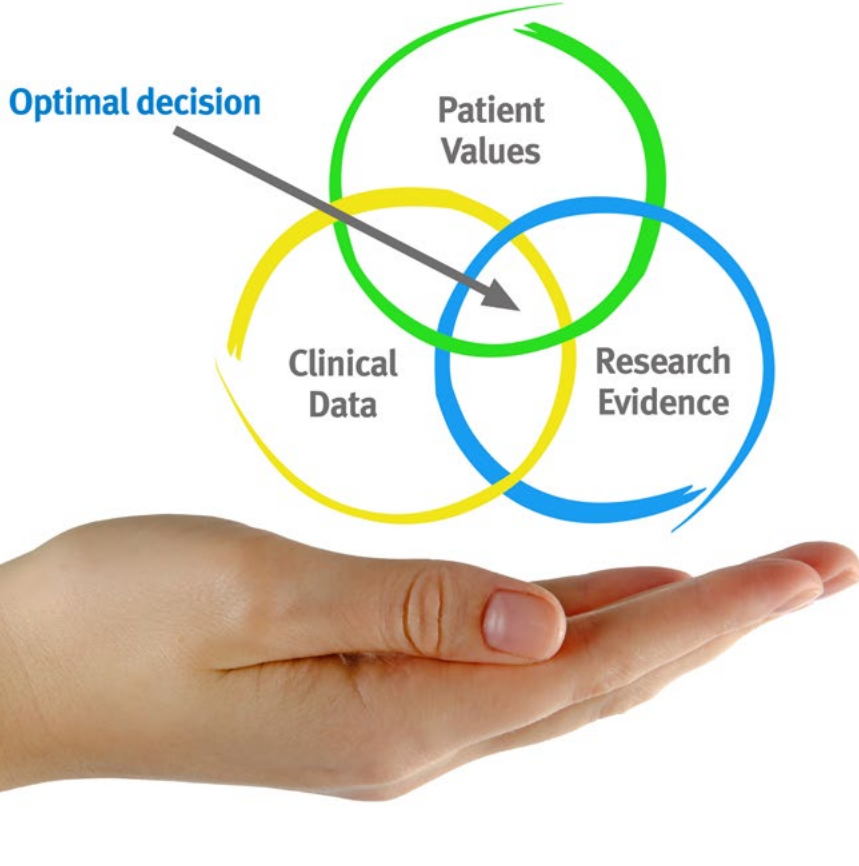 Optimal decision
Patient
Values
Clinical
Data
Research
Evidence